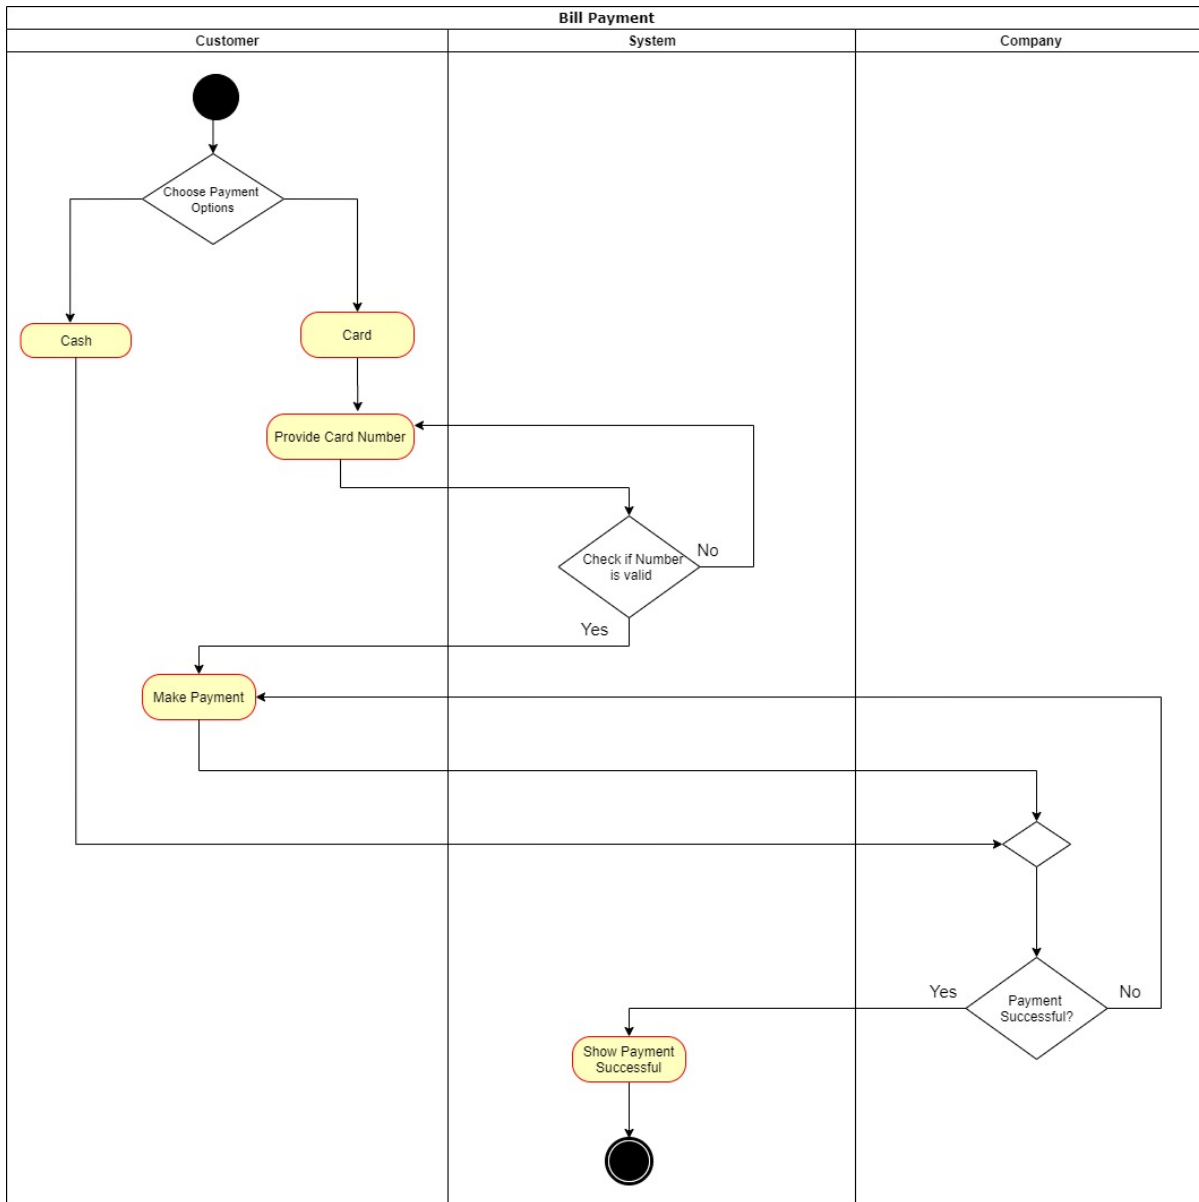 Bill Payment
Customer
System
Company
Choose Payment
Options
Cash
Card
Provide Card Number
Check if Number
is valid
No
Yes
Make Payment
Yes
Payment
Successful?
No
Show Payment
Successful